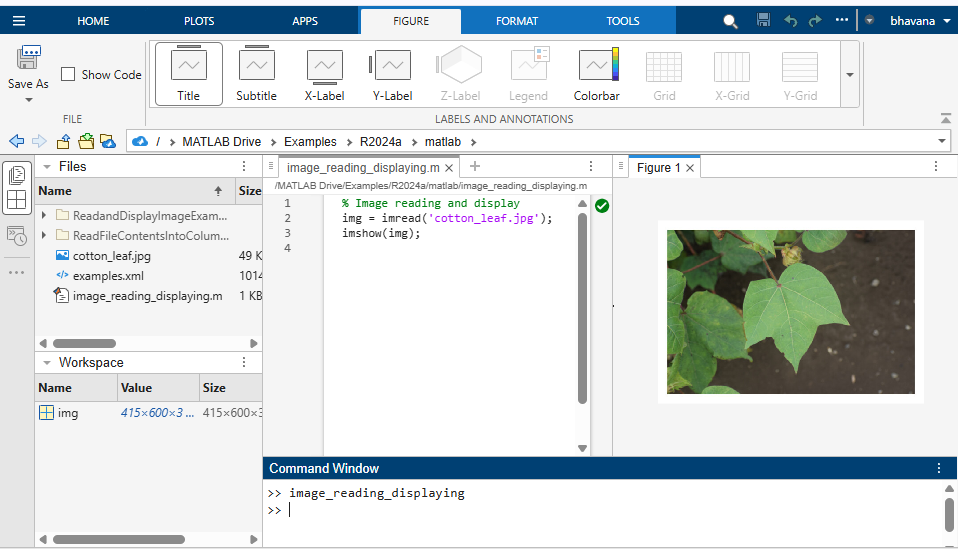 HOME PLOTS APPS FIGURE FORMAT TOOLS bhavana
Save As
Show Code
Title Subtitle X-Label Y-Label Z-Label Legend Colorbar Grid X-Grid Y-Grid
FILE LABELS AND ANNOTATIONS
/ MATLAB Drive Examples R2024a matlab
Files
Name Size
ReadandDisplayImageExam...
ReadFileContentsIntoColum...
cotton_leaf.jpg 49 K
examples.xml 1014
image_reading_displaying.m 1 KB
Workspace
Name Value Size
img 415×600×3 ... 415×600×3
image_reading_displaying.m
/MATLAB Drive/Examples/R2024a/matlab/image_reading_displaying.m
1 % Image reading and display
2 img = imread('cotton_leaf.jpg');
3 imshow(img);
4
Figure 1
Command Window
>> image_reading_displaying
>>